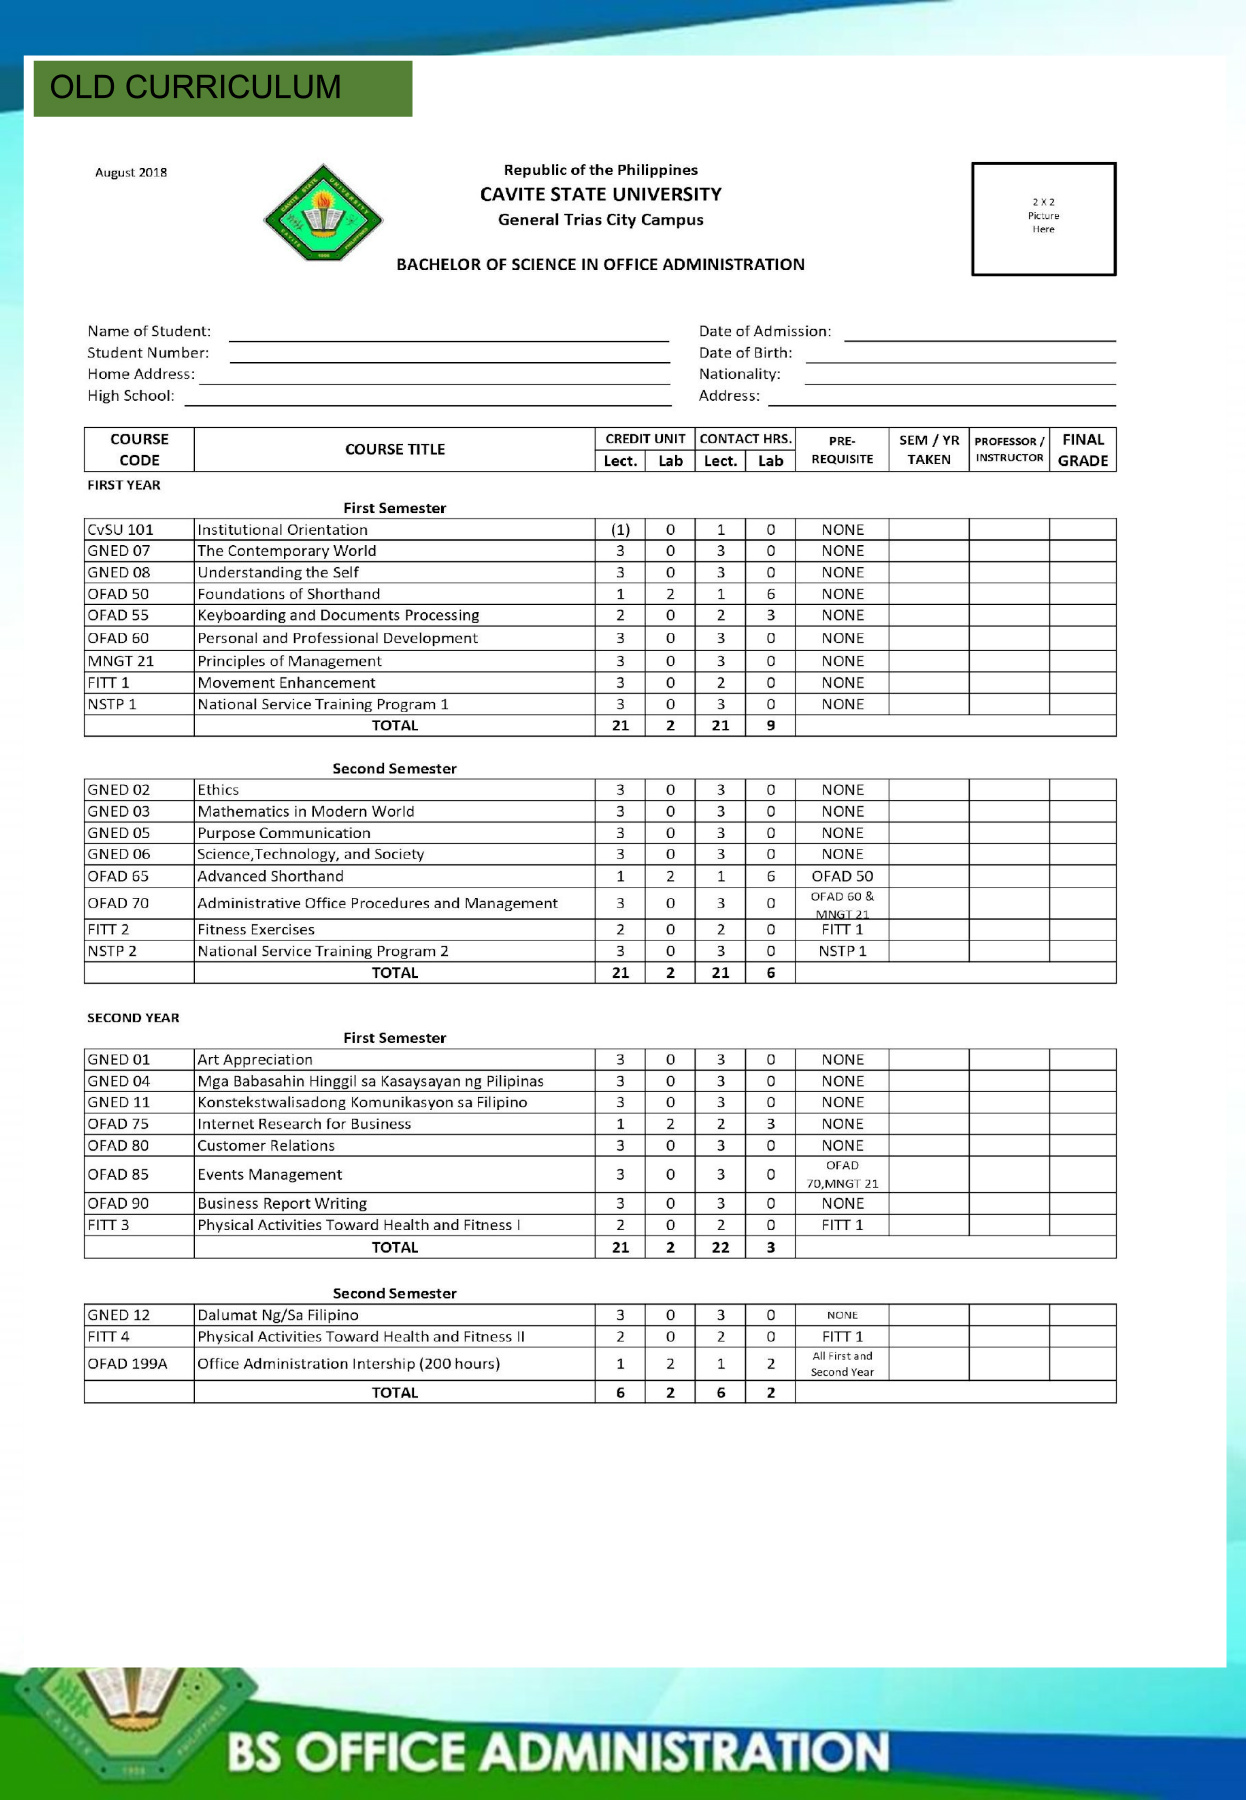 OLD CURRICULUM
August 2018
Republic of the Philippines
CAVITE STATE UNIVERSITY
General Trias City Campus
BACHELOR OF SCIENCE IN OFFICE ADMINISTRATION
2 X 2
Picture
Here
Name of Student: Date of Admission:
Student Number: Date of Birth:
Home Address: Nationality:
High School: Address:
COURSE CODE COURSE TITLE CREDIT UNIT CONTACT HRS. PRE-REQUISITE SEM / YR TAKEN PROFESSOR / INSTRUCTOR FINAL GRADE
Lect. Lab Lect. Lab
FIRST YEAR
First Semester
CvSU 101 Institutional Orientation (1) 0 1 0 NONE
GNED 07 The Contemporary World 3 0 3 0 NONE
GNED 08 Understanding the Self 3 0 3 0 NONE
OFAD 50 Foundations of Shorthand 1 2 1 6 NONE
OFAD 55 Keyboarding and Documents Processing 2 0 2 3 NONE
OFAD 60 Personal and Professional Development 3 0 3 0 NONE
MNGT 21 Principles of Management 3 0 3 0 NONE
FITT 1 Movement Enhancement 3 0 2 0 NONE
NSTP 1 National Service Training Program 1 3 0 3 0 NONE
TOTAL 21 2 21 9
Second Semester
GNED 02 Ethics 3 0 3 0 NONE
GNED 03 Mathematics in Modern World 3 0 3 0 NONE
GNED 05 Purpose Communication 3 0 3 0 NONE
GNED 06 Science,Technology, and Society 3 0 3 0 NONE
OFAD 65 Advanced Shorthand 1 2 1 6 OFAD 50
OFAD 70 Administrative Office Procedures and Management 3 0 3 0 OFAD 60 & MNGT 21
FITT 2 Fitness Exercises 2 0 2 0 FITT 1
NSTP 2 National Service Training Program 2 3 0 3 0 NSTP 1
TOTAL 21 2 21 6
SECOND YEAR
First Semester
GNED 01 Art Appreciation 3 0 3 0 NONE
GNED 04 Mga Babasahin Hinggil sa Kasaysayan ng Pilipinas 3 0 3 0 NONE
GNED 11 Konstekstwalisadong Komunikasyon sa Filipino 3 0 3 0 NONE
OFAD 75 Internet Research for Business 1 2 2 3 NONE
OFAD 80 Customer Relations 3 0 3 0 NONE
OFAD 85 Events Management 3 0 3 0 OFAD 70,MNGT 21
OFAD 90 Business Report Writing 3 0 3 0 NONE
FITT 3 Physical Activities Toward Health and Fitness I 2 0 2 0 FITT 1
TOTAL 21 2 22 3
Second Semester
GNED 12 Dalumat Ng/Sa Filipino 3 0 3 0 NONE
FITT 4 Physical Activities Toward Health and Fitness II 2 0 2 0 FITT 1
OFAD 199A Office Administration Intership (200 hours) 1 2 1 2 All First and Second Year
TOTAL 6 2 6 2
BS OFFICE ADMINISTRATION